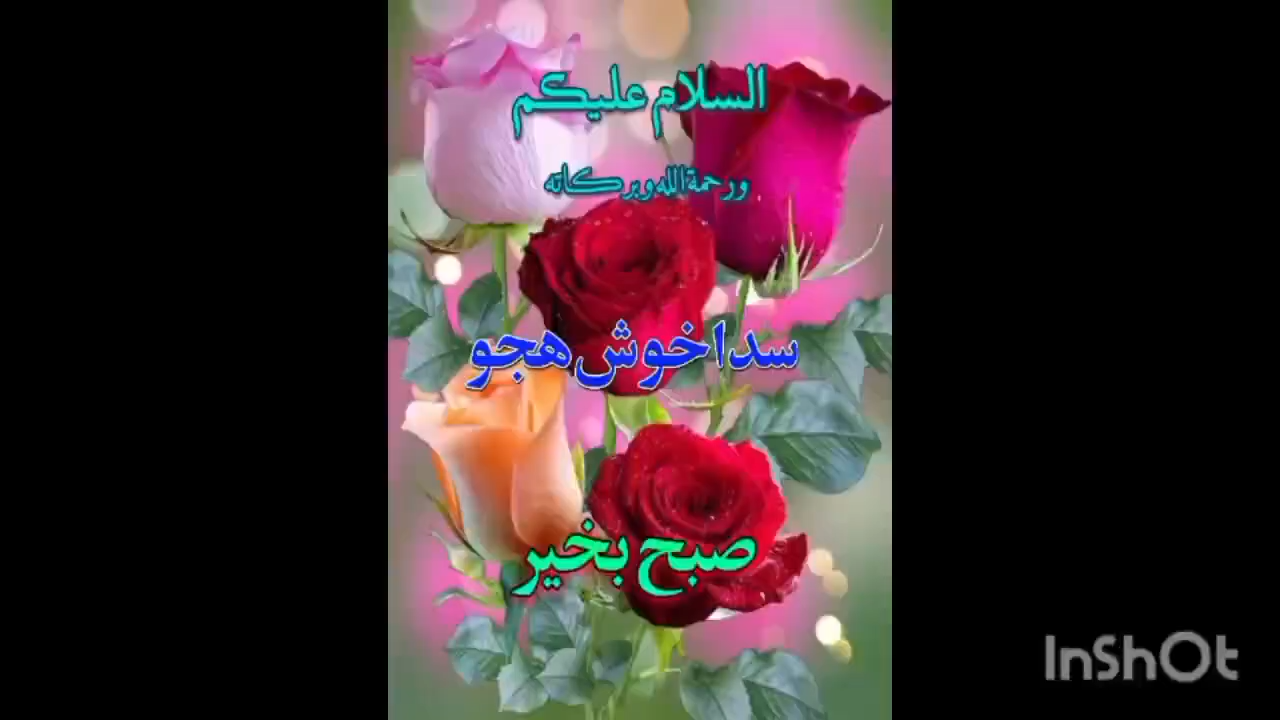 السلام عليكم
ورحمة الله وبركاته
سدا خوش هجو
صبح بخير
InShOt